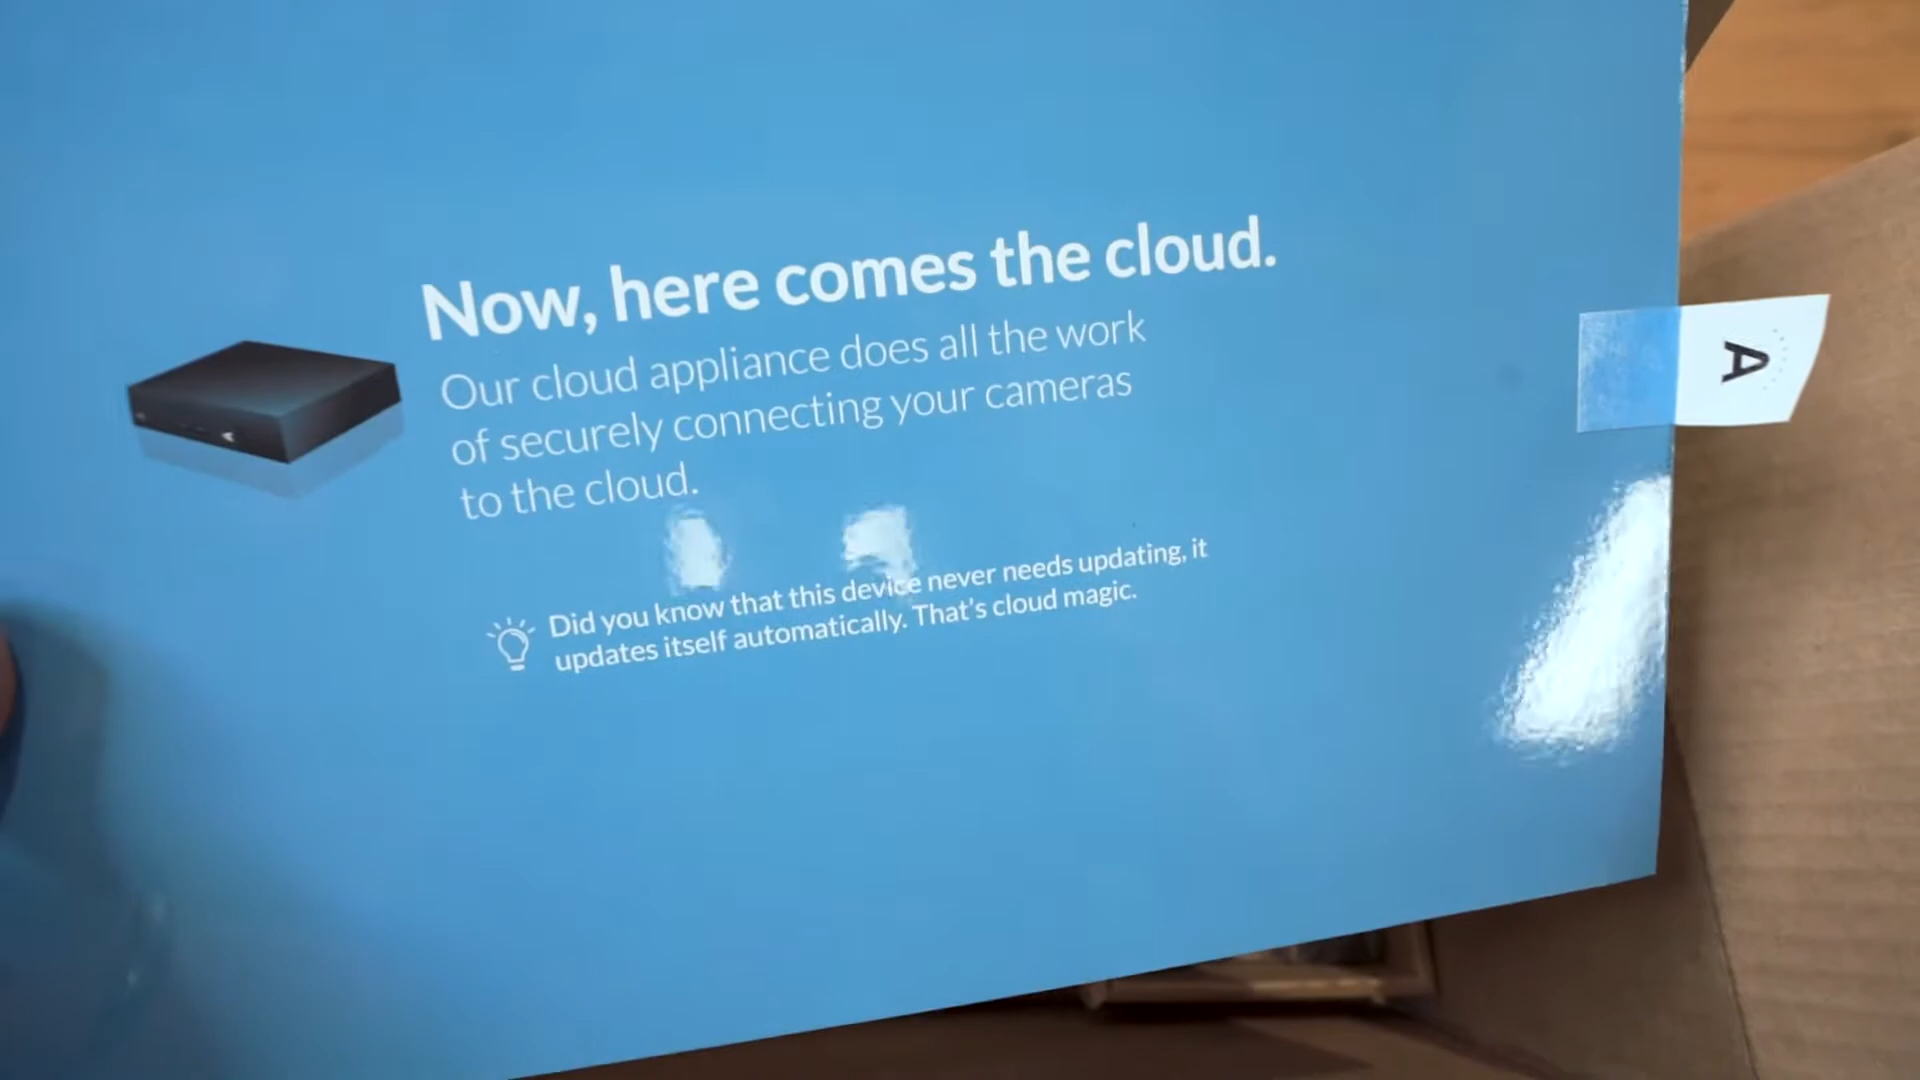 Now, here comes the cloud.
Our cloud appliance does all the work
of securely connecting your cameras
to the cloud.
Did you know that this device never needs updating, it
updates itself automatically. That's cloud magic.
A